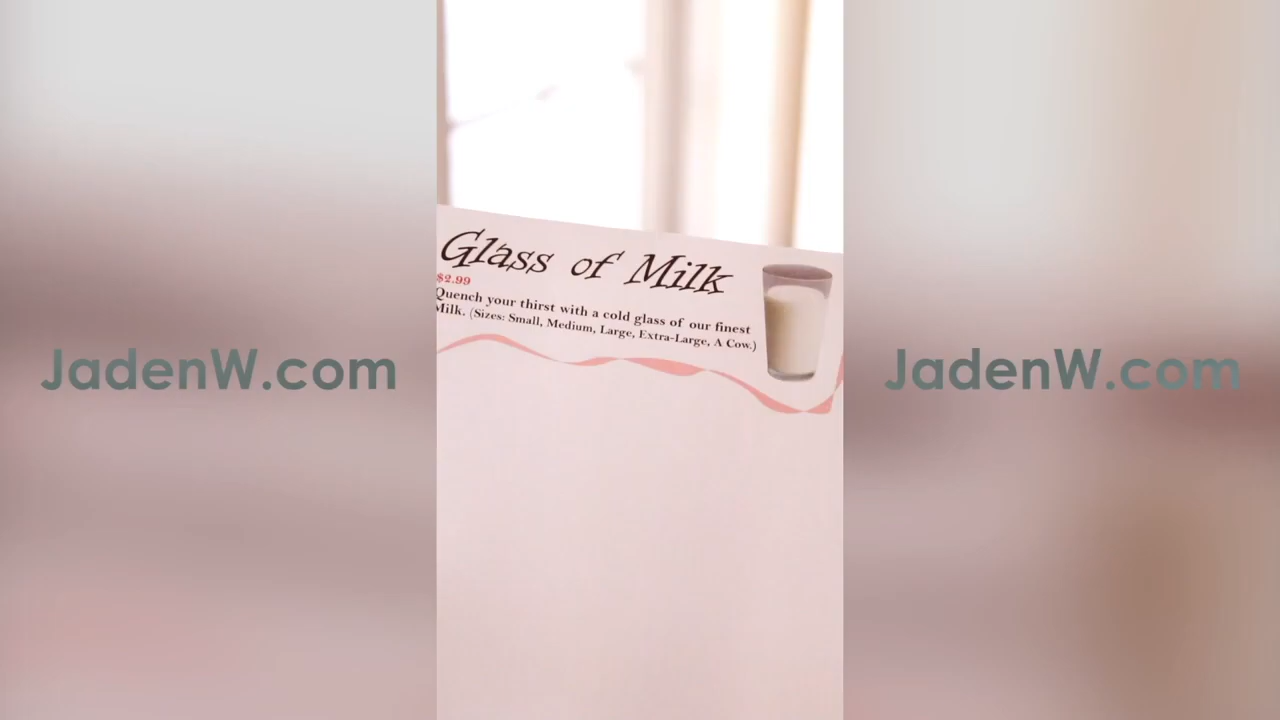 Glass of Milk
$2.99
Quench your thirst with a cold glass of our finest
Milk. (Sizes: Small, Medium, Large, Extra-Large, A Cow.)
JadenW.com
JadenW.com